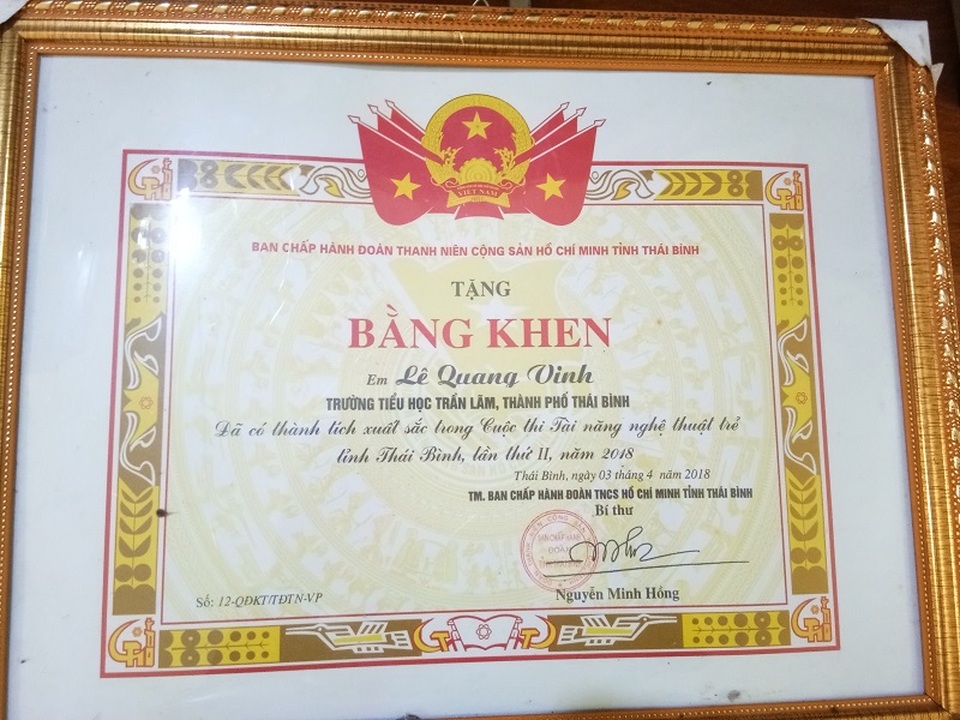 VIỆT NAM
BAN CHẤP HÀNH ĐOÀN THANH NIÊN CỘNG SẢN HỒ CHÍ MINH TỈNH THÁI BÌNH
TẶNG
BẰNG KHEN
Em Lê Quang Vinh
TRƯỜNG TIỂU HỌC TRẦN LÃM, THÀNH PHỐ THÁI BÌNH
Đã có thành tích xuất sắc trong Cuộc thi Tài năng nghệ thuật trẻ
tỉnh Thái Bình, lần thứ II, năm 2018
Thái Bình, ngày 03 tháng 4 năm 2018
TM. BAN CHẤP HÀNH ĐOÀN TNCS HỒ CHÍ MINH TỈNH THÁI BÌNH
Bí thư
BAN CHẤP HÀNH
ĐOÀN
Nguyễn Minh Hồng
Số: 12-QĐKT/TĐTN-VP